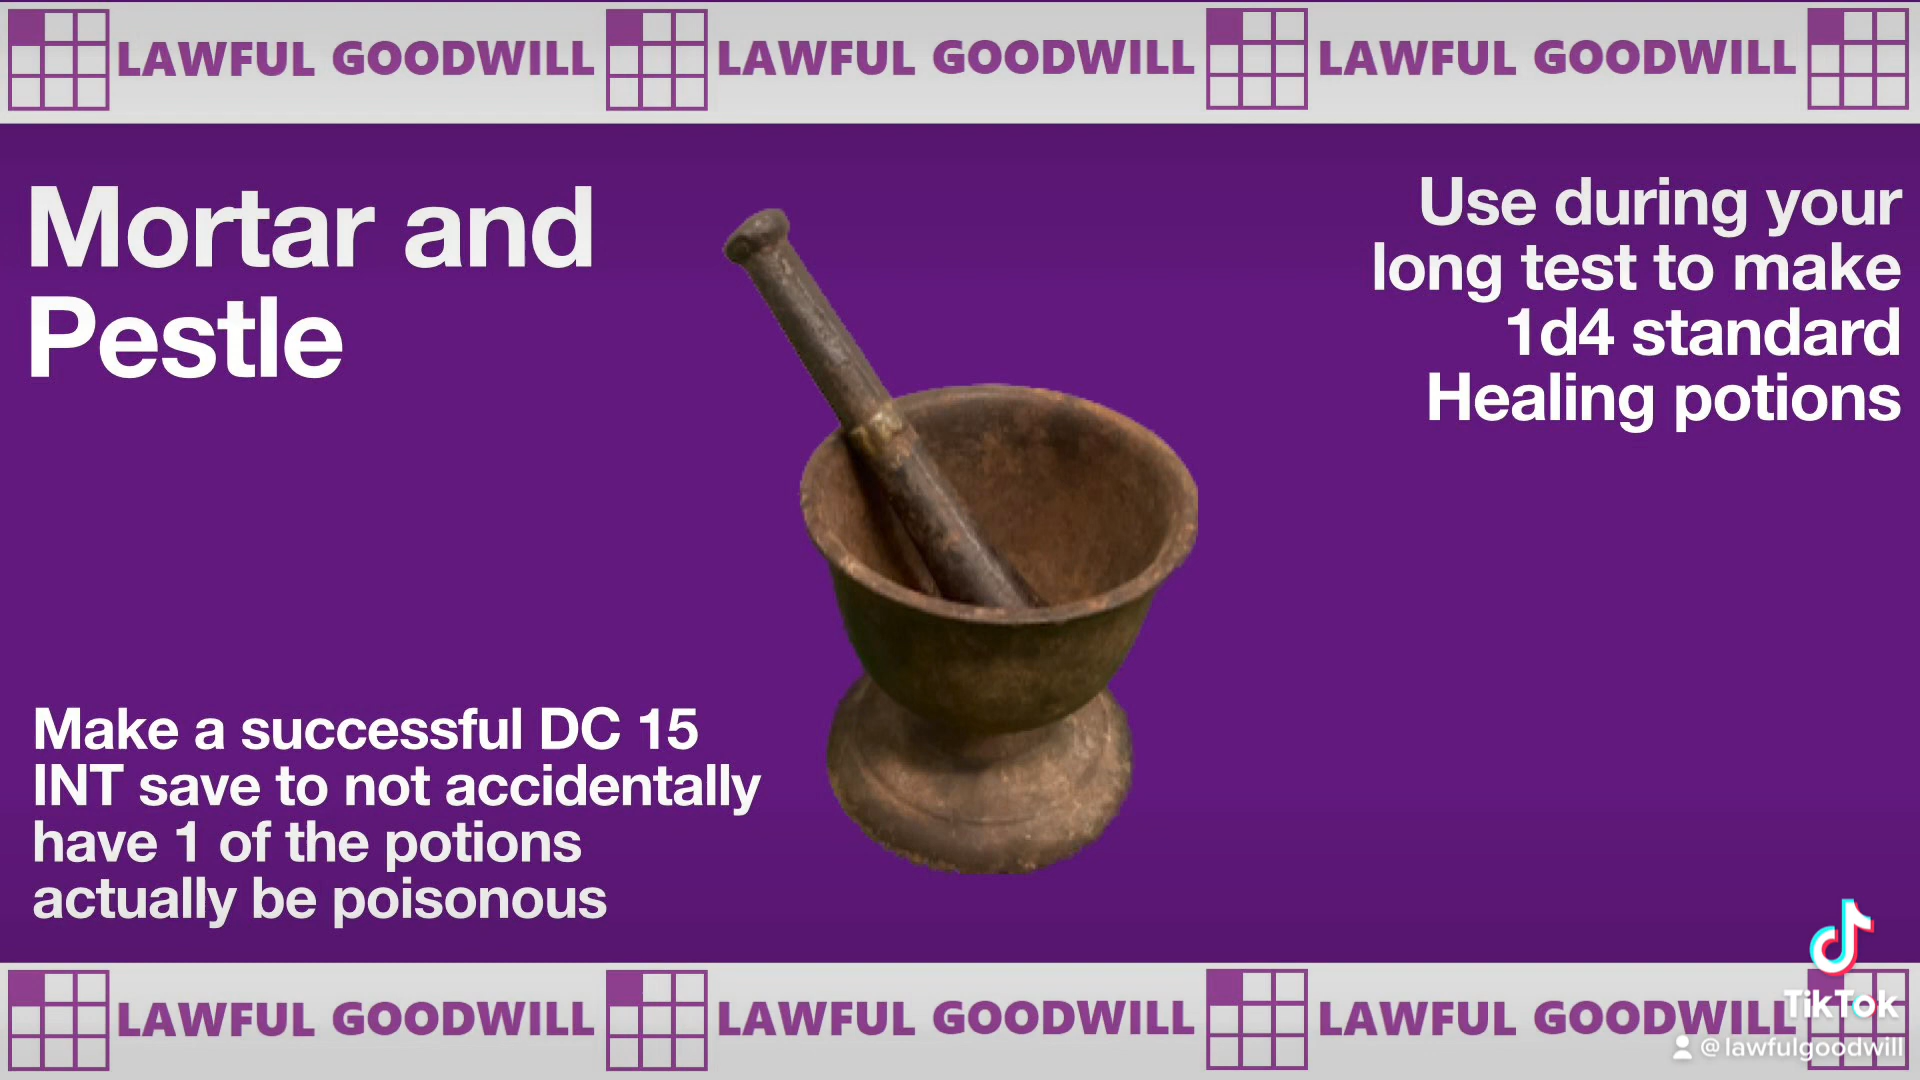 LAWFUL GOODWILL LAWFUL GOODWILL LAWFUL GOODWILL
Mortar and
Pestle
Use during your
long test to make
1d4 standard
Healing potions
Make a successful DC 15
INT save to not accidentally
have 1 of the potions
actually be poisonous
LAWFUL GOODWILL LAWFUL GOODWILL LAWFUL GOODWILL
TikTok
@lawfulgoodwill